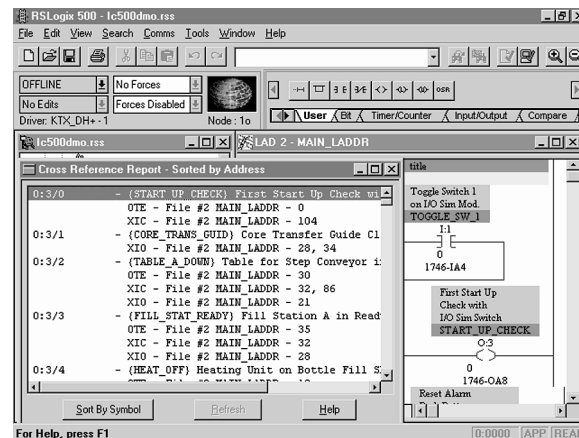 RSLogix 500 - lc500dmo.rss
File Edit View Search Comms Tools Window Help
OFFLINE
No Forces
No Edits
Forces Disabled
Driver: KTX_DH+ - 1
Node : 1o
OSR
User Bit Timer/Counter Input/Output Compare
lc500dmo.rss
LAD 2 - MAIN_LADDR
Cross Reference Report - Sorted by Address
O:3/0 - {START_UP_CHECK} First Start Up Check wi
OTE - File #2 MAIN_LADDR - 0
XIC - File #2 MAIN_LADDR - 104
O:3/1 - {CORE_TRANS_GUID} Core Transfer Guide Cl
XIO - File #2 MAIN_LADDR - 28, 34
O:3/2 - {TABLE_A_DOWN} Table for Step Conveyor i
OTE - File #2 MAIN_LADDR - 30
XIC - File #2 MAIN_LADDR - 32, 86
XIO - File #2 MAIN_LADDR - 21
O:3/3 - {FILL_STAT_READY} Fill Station A in Read
OTE - File #2 MAIN_LADDR - 35
XIC - File #2 MAIN_LADDR - 32
XIO - File #2 MAIN_LADDR - 28
O:3/4 - {HEAT_OFF} Heating Unit on Bottle Fill S
Sort By Symbol
Refresh
Help
title
Toggle Switch 1
on I/O Sim Mod.
TOGGLE_SW_1
I:1
0
1746-IA4
First Start Up
Check with
I/O Sim Switch
START_UP_CHECK
O:3
0
1746-OA8
Reset Alarm
For Help, press F1
0:0000 APP REA